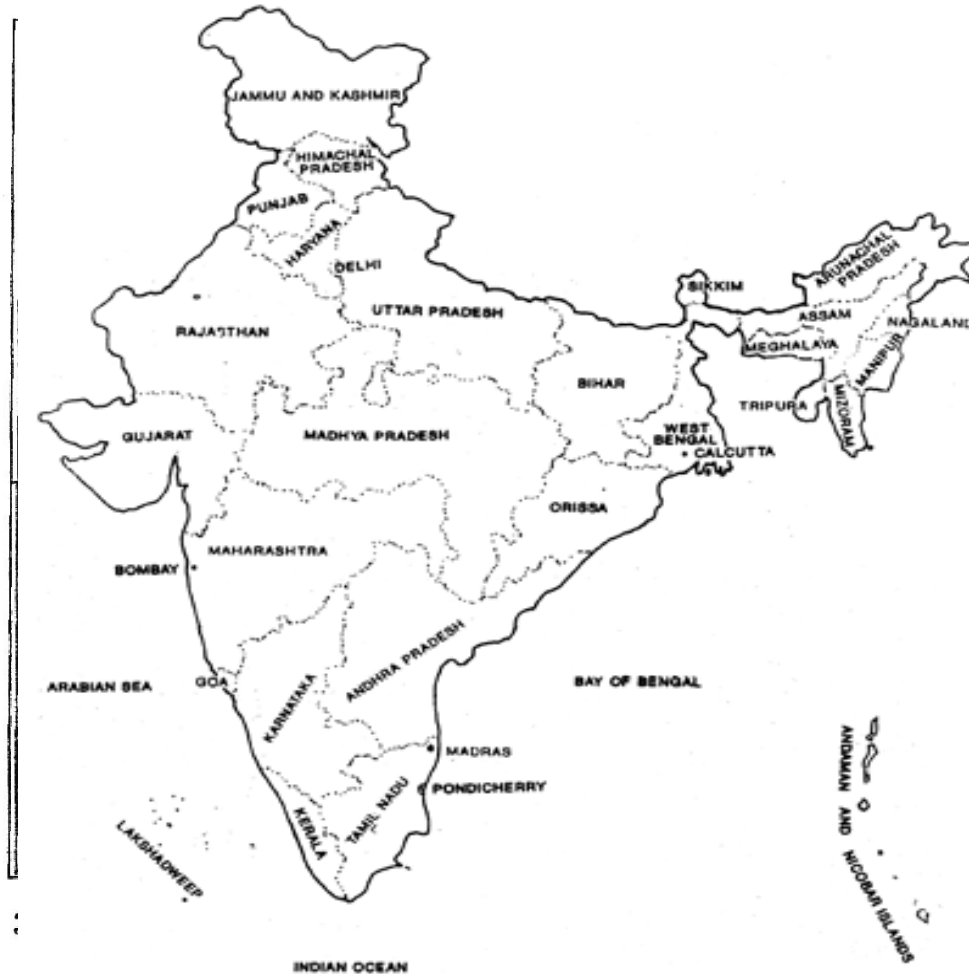 JAMMU AND KASHMIR
HIMACHAL
PRADESH
PUNJAB
HARYANA
DELHI
SIKKIM
ARUNACHAL
PRADESH
UTTAR PRADESH
ASSAM
NAGALAND
RAJASTHAN
MEGHALAYA
MANIPUR
BIHAR
TRIPURA
MIZORAM
GUJARAT
MADHYA PRADESH
WEST
BENGAL
CALCUTTA
ORISSA
MAHARASHTRA
BOMBAY
ANDHRA PRADESH
ARABIAN SEA
GOA
KARNATAKA
BAY OF BENGAL
MADRAS
PONDICHERRY
TAMIL NADU
KERALA
LAKSHADWEEP
ANDAMAN AND
NICOBAR ISLANDS
INDIAN OCEAN